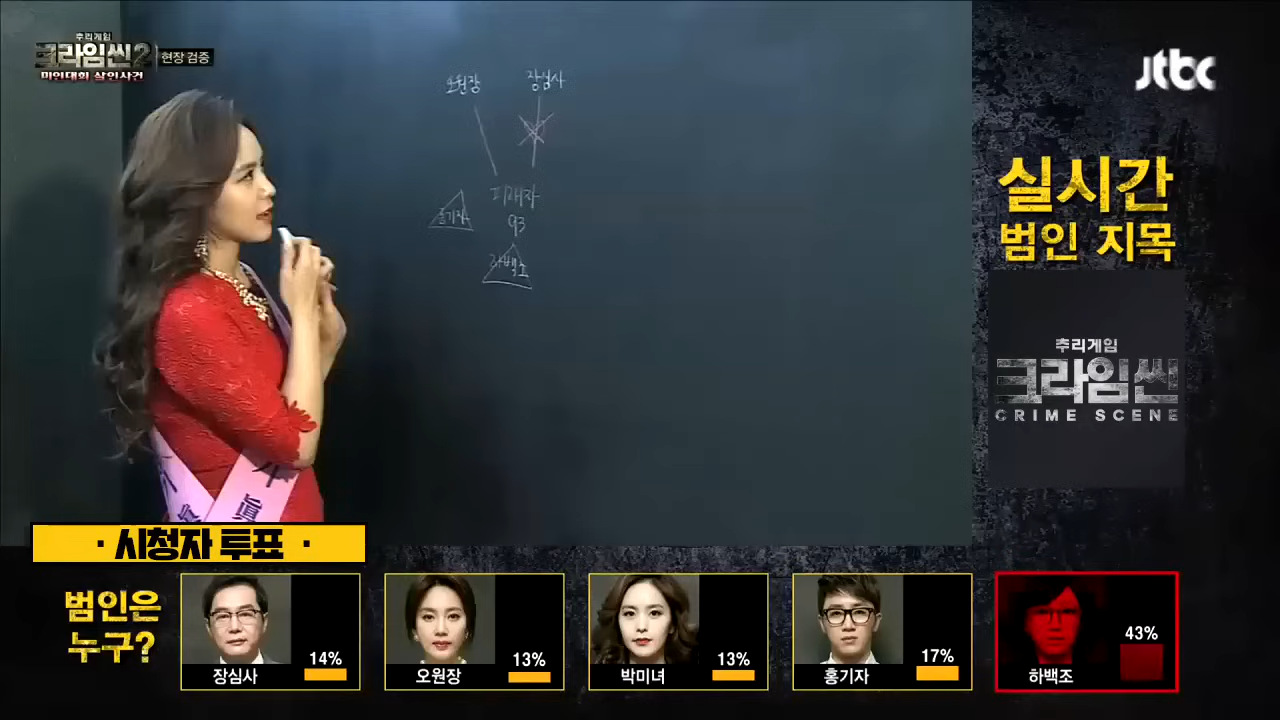 추리게임
크라임씬2
미인대회 살인사건
현장 검증
jtbc
오원장
장심사
피해자
93
홍기자
하백조
眞
실시간
범인 지목
추리게임
크라임씬
CRIME SCENE
· 시청자 투표 ·
범인은
누구?
장심사
14%
오원장
13%
박미녀
13%
홍기자
17%
하백조
43%